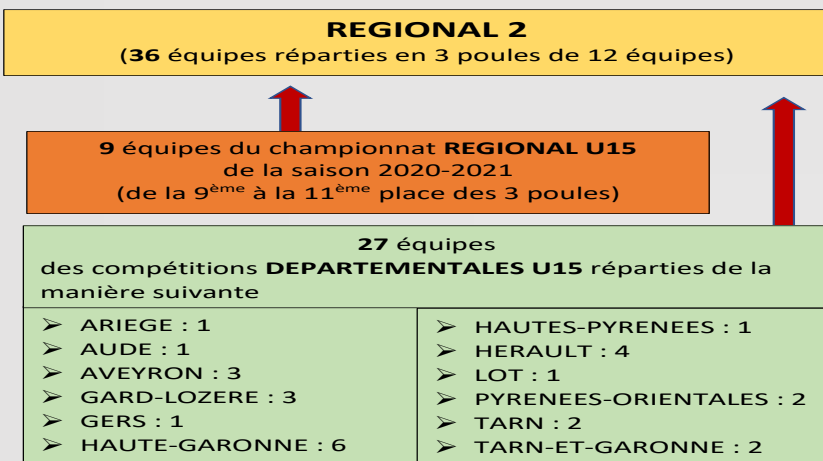 REGIONAL 2
(36 équipes réparties en 3 poules de 12 équipes)
9 équipes du championnat REGIONAL U15
de la saison 2020-2021
(de la 9ème à la 11ème place des 3 poules)
27 équipes
des compétitions DEPARTEMENTALES U15 réparties de la
manière suivante
➢ ARIEGE : 1
➢ AUDE : 1
➢ AVEYRON : 3
➢ GARD-LOZERE : 3
➢ GERS : 1
➢ HAUTE-GARONNE : 6
➢ HAUTES-PYRENEES : 1
➢ HERAULT : 4
➢ LOT : 1
➢ PYRENEES-ORIENTALES : 2
➢ TARN : 2
➢ TARN-ET-GARONNE : 2